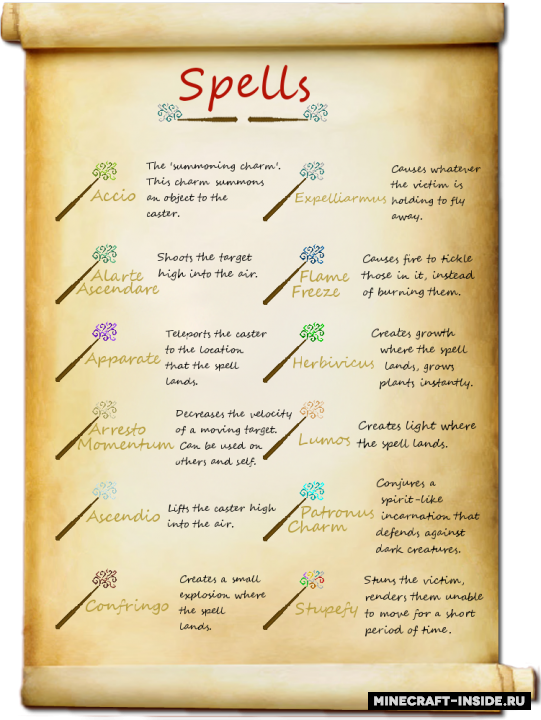 Spells
Accio
The 'summoning charm'.
This charm summons
an object to the
caster.
Expelliarmus
Causes whatever
the victim is
holding to fly
away.
Alarte
Ascendare
Shoots the target
high into the air.
Flame
Freeze
Causes fire to tickle
those in it, instead
of burning them.
Apparate
Teleports the caster
to the location
that the spell
lands.
Herbivicus
Creates growth
where the spell
lands, grows
plants instantly.
Arresto
Momentum
Decreases the velocity
of a moving target.
Can be used on
others and self.
Lumos
Creates light where
the spell lands.
Ascendio
Lifts the caster high
into the air.
Patronus
Charm
Conjures a
spirit-like
incarnation that
defends against
dark creatures.
Confringo
Creates a small
explosion where
the spell
lands.
Stupefy
Stuns the victim,
renders them unable
to move for a short
period of time.
MINECRAFT-INSIDE.RU